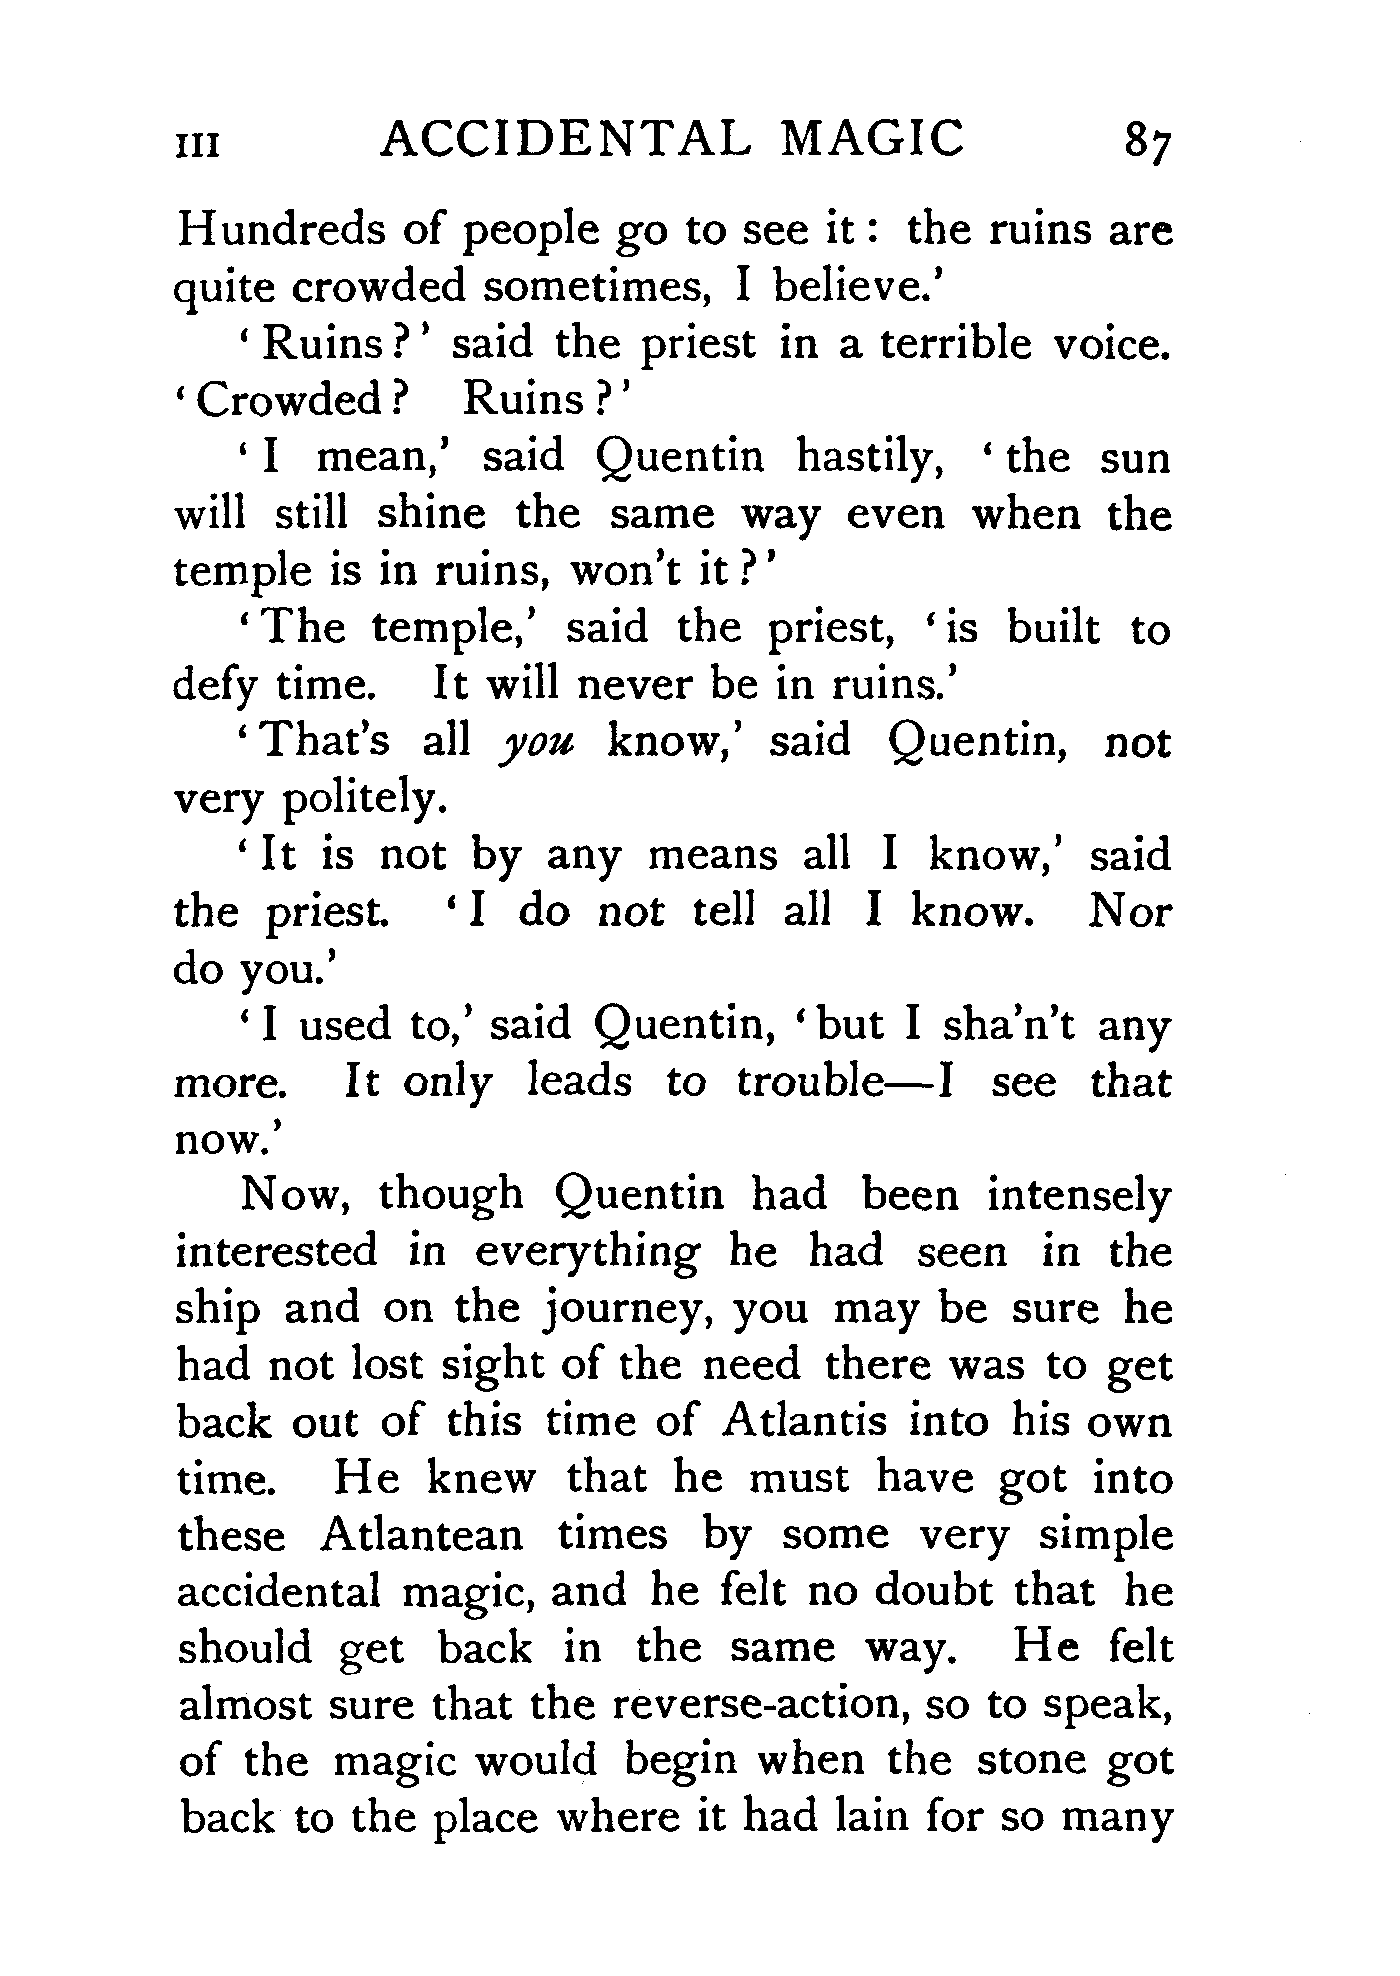 III ACCIDENTAL MAGIC 87
Hundreds of people go to see it : the ruins are
quite crowded sometimes, I believe.'
' Ruins ? ' said the priest in a terrible voice.
' Crowded ? Ruins ? '
' I mean,' said Quentin hastily, ' the sun
will still shine the same way even when the
temple is in ruins, won't it ? '
' The temple,' said the priest, ' is built to
defy time. It will never be in ruins.'
' That's all you know,' said Quentin, not
very politely.
' It is not by any means all I know,' said
the priest. ' I do not tell all I know. Nor
do you.'
' I used to,' said Quentin, ' but I sha'n't any
more. It only leads to trouble—I see that
now.'
Now, though Quentin had been intensely
interested in everything he had seen in the
ship and on the journey, you may be sure he
had not lost sight of the need there was to get
back out of this time of Atlantis into his own
time. He knew that he must have got into
these Atlantean times by some very simple
accidental magic, and he felt no doubt that he
should get back in the same way. He felt
almost sure that the reverse-action, so to speak,
of the magic would begin when the stone got
back to the place where it had lain for so many